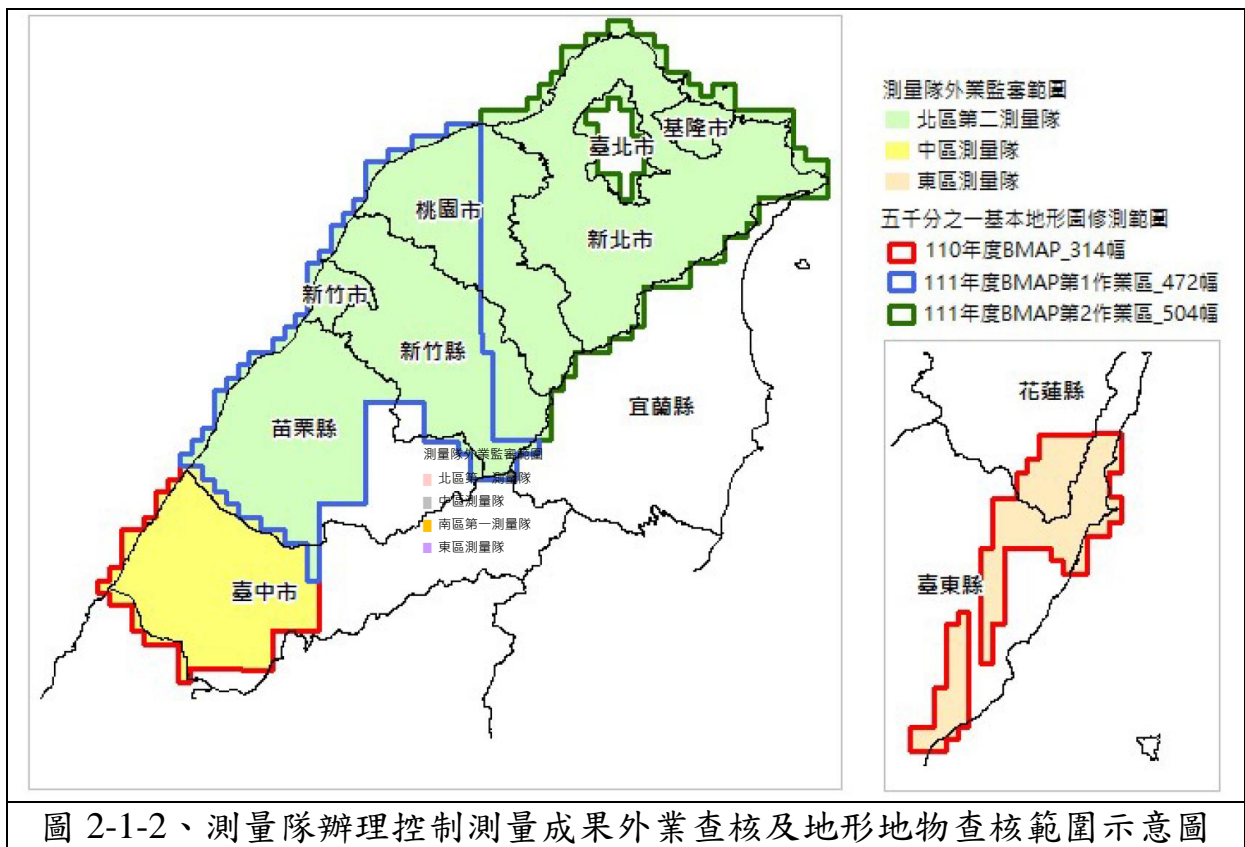 基隆市
臺北市
桃園市
新北市
新竹市
新竹縣
苗栗縣
宜蘭縣
臺中市
測量隊外業監審範圍
北區第一測量隊
中區測量隊
南區第一測量隊
東區測量隊
測量隊外業監審範圍
北區第二測量隊
中區測量隊
東區測量隊
五千分之一基本地形圖修測範圍
110年度BMAP_314幅
111年度BMAP第1作業區_472幅
111年度BMAP第2作業區_504幅
花蓮縣
臺東縣
圖 2-1-2、測量隊辦理控制測量成果外業查核及地形地物查核範圍示意圖